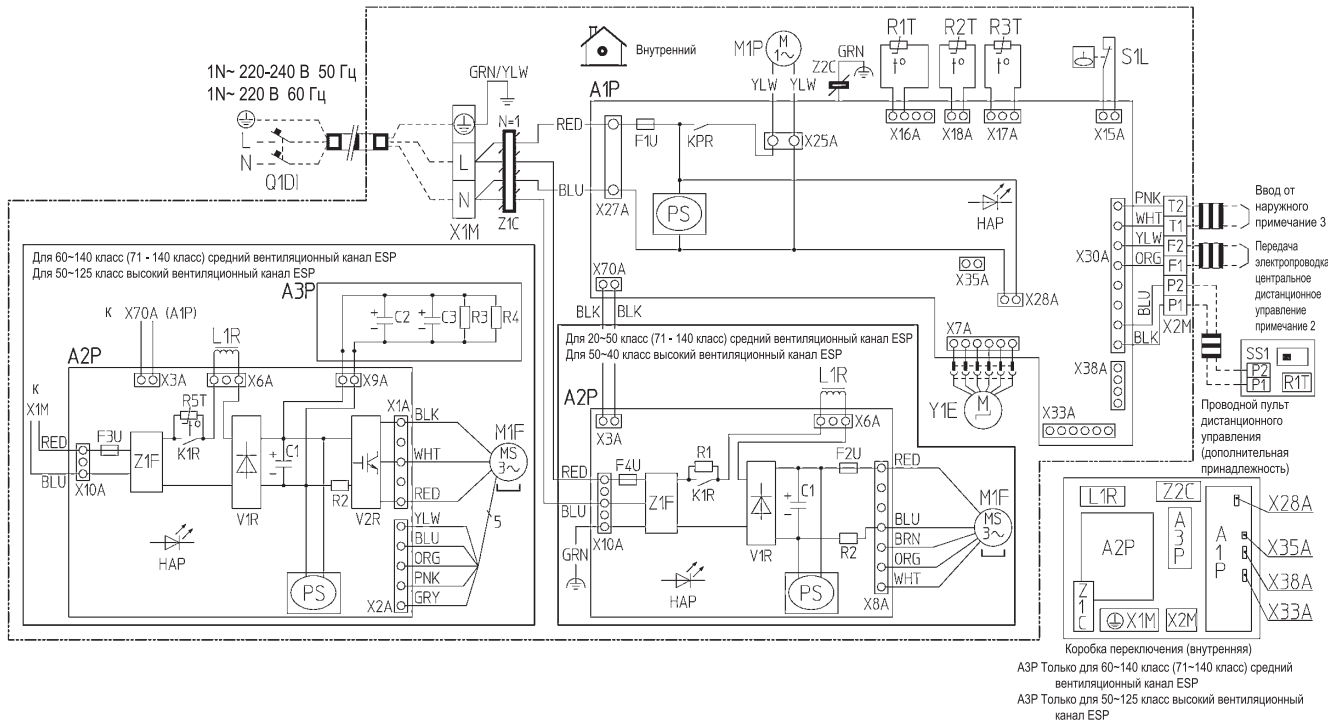 1N~ 220-240 В 50 Гц
1N~ 220 В 60 Гц
L
N
Q1DI
Внутренний
GRN/YLW
N=1
L
N
X1M
Z1C
RED
BLU
A1P
X27A
F1U
KPR
PS
M1P
M
1~
YLW
YLW
X25A
Z2C
GRN
R1T
t°
X16A
R2T
t°
X18A
R3T
t°
X17A
S1L
X15A
HAP
X35A
X28A
X70A
BLK
BLK
X30A
PNK
WHT
YLW
ORG
BLU
BLK
T2
T1
F2
F1
P2
P1
X2M
Ввод от
наружного
примечание 3
Передача
электропроводка
центральное
дистанционное
управление
примечание 2
SS1
P2
P1
R1T
Проводной пульт
дистанционного
управления
(дополнительная
принадлежность)
X7A
Y1E
M
X38A
X33A
Для 60~140 класс (71 - 140 класс) средний вентиляционный канал ESP
Для 50~125 класс высокий вентиляционный канал ESP
A3P
C2
C3
R3
R4
+
−
+
−
К
X70A (A1P)
L1R
A2P
X3A
X6A
X9A
К
X1M
RED
BLU
X10A
F3U
Z1F
R5T
t°
K1R
V1R
+
−
C1
R2
V2R
X1A
BLK
WHT
RED
M1F
MS
3~
5
YLW
BLU
ORG
PNK
GRY
X2A
HAP
PS
Для 20~50 класс (71 - 140 класс) средний вентиляционный канал ESP
Для 50~40 класс высокий вентиляционный канал ESP
L1R
A2P
X3A
X6A
RED
BLU
GRN
X10A
F4U
Z1F
R1
K1R
V1R
+
−
C1
F2U
R2
HAP
PS
RED
BLU
BRN
ORG
WHT
X8A
M1F
MS
3~
L1R
Z2C
A2P
A3P
A1P
Z1C
X1M
X2M
X28A
X35A
X38A
X33A
Коробка переключения (внутренняя)
A3P Только для 60~140 класс (71~140 класс) средний
вентиляционный канал ESP
A3P Только для 50~125 класс высокий вентиляционный
канал ESP